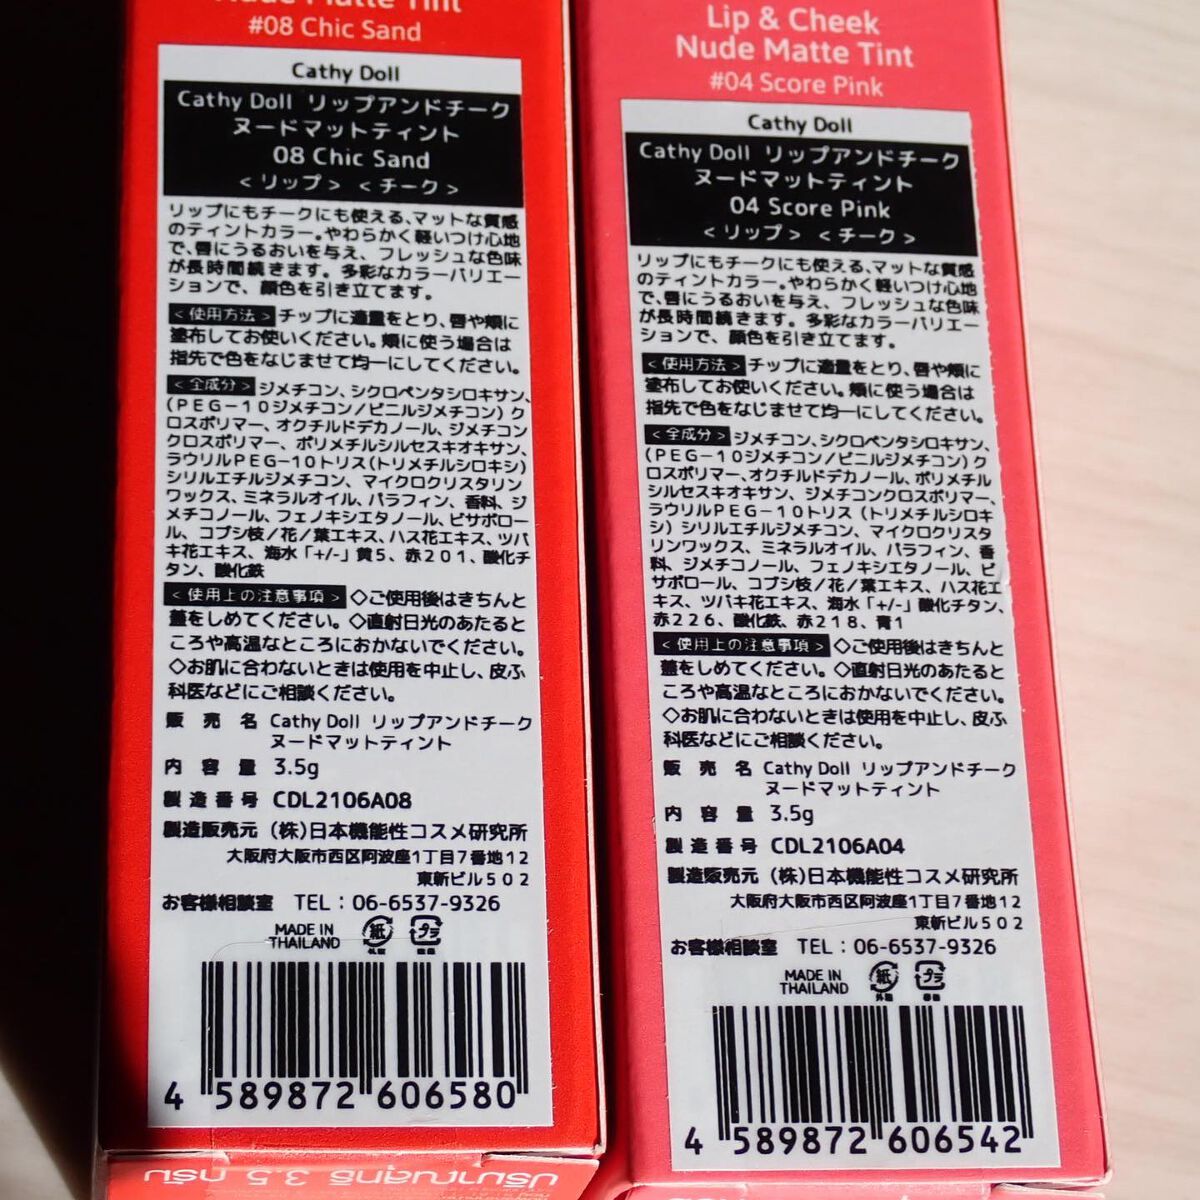 Nude Matte Tint
#08 Chic Sand
Cathy Doll
Cathy Doll リップアンドチーク
ヌードマットティント
08 Chic Sand
<リップ> <チーク>
リップにもチークにも使える、マットな質感
のティントカラー。やわらかく軽いつけ心地
で、唇にうるおいを与え、フレッシュな色味
が長時間続きます。多彩なカラーバリエー
ションで、顔色を引き立てます。
<使用方法> チップに適量をとり、唇や頬に
塗布してお使いください。頬に使う場合は
指先で色をなじませて均一にしてください。
<全成分> ジメチコン、シクロペンタシロキサン、
(PEG-10ジメチコン/ビニルジメチコン)ク
ロスポリマー、オクチルドデカノール、ジメチコン
クロスポリマー、ポリメチルシルセスキオキサン、
ラウリルPEG-10トリス(トリメチルシロキシ)
シリルエチルジメチコン、マイクロクリスタリン
ワックス、ミネラルオイル、パラフィン、香料、ジ
メチコノール、フェノキシエタノール、ビサボロー
ル、コブシ枝/花/葉エキス、ハス花エキス、ツバ
キ花エキス、海水「+/-」黄5、赤201、酸化チ
タン、酸化鉄
<使用上の注意事項> ◇ご使用後はきちんと
蓋をしめてください。◇直射日光のあたると
ころや高温なところにおかないでください。
◇お肌に合わないときは使用を中止し、皮ふ
科医などにご相談ください。
販売名 Cathy Doll リップアンドチーク
ヌードマットティント
内容量 3.5g
製造番号 CDL2106A08
製造販売元 (株)日本機能性コスメ研究所
大阪府大阪市西区阿波座1丁目7番地12
東新ビル502
お客様相談室 TEL:06-6537-9326
MADE IN
THAILAND
紙 プラ
外箱 容器
4 589872 606580
ปริมาณสุทธิ 3.5 กรัม
Lip & Cheek
Nude Matte Tint
#04 Score Pink
Cathy Doll
Cathy Doll リップアンドチーク
ヌードマットティント
04 Score Pink
<リップ> <チーク>
リップにもチークにも使える、マットな質感
のティントカラー。やわらかく軽いつけ心地
で、唇にうるおいを与え、フレッシュな色味
が長時間続きます。多彩なカラーバリエー
ションで、顔色を引き立てます。
<使用方法> チップに適量をとり、唇や頬に
塗布してお使いください。頬に使う場合は
指先で色をなじませて均一にしてください。
<全成分> ジメチコン、シクロペンタシロキサン、
(PEG-10ジメチコン/ビニルジメチコン)ク
ロスポリマー、オクチルドデカノール、ポリメチル
シルセスキオキサン、ジメチコンクロスポリマー、
ラウリルPEG-10トリス(トリメチルシロキ
シ)シリルエチルジメチコン、マイクロクリスタ
リンワックス、ミネラルオイル、パラフィン、香
料、ジメチコノール、フェノキシエタノール、ビ
サボロール、コブシ枝/花/葉エキス、ハス花エ
キス、ツバキ花エキス、海水「+/-」酸化チタン、
赤226、酸化鉄、赤218、青1
<使用上の注意事項> ◇ご使用後はきちんと
蓋をしめてください。◇直射日光のあたると
ころや高温なところにおかないでください。
◇お肌に合わないときは使用を中止し、皮ふ
科医などにご相談ください。
販売名 Cathy Doll リップアンドチーク
ヌードマットティント
内容量 3.5g
製造番号 CDL2106A04
製造販売元 (株)日本機能性コスメ研究所
大阪府大阪市西区阿波座1丁目7番地12
東新ビル502
お客様相談室 TEL:06-6537-9326
MADE IN
THAILAND
紙 プラ
外箱 容器
4 589872 606542